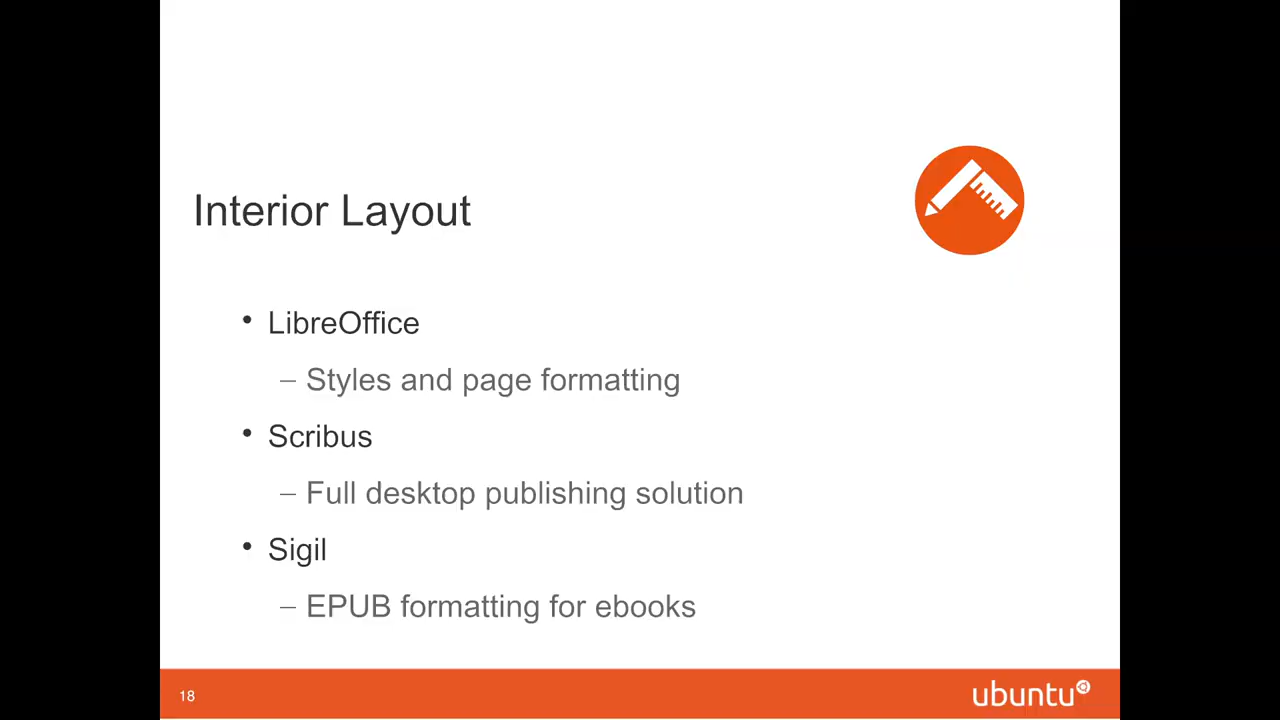 Interior Layout
• LibreOffice
– Styles and page formatting
• Scribus
– Full desktop publishing solution
• Sigil
– EPUB formatting for ebooks
18
ubuntu